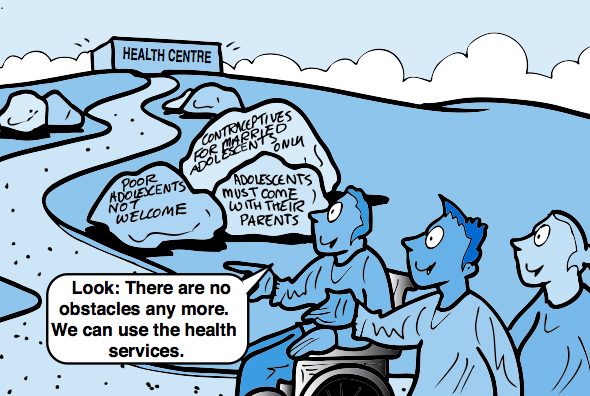 HEALTH CENTRE
CONTRACEPTIVES
FOR MARRIED
ADOLESCENTS ONLY
POOR
ADOLESCENTS
NOT
WELCOME
ADOLESCENTS
MUST COME
WITH THEIR
PARENTS
Look: There are no
obstacles any more.
We can use the health
services.